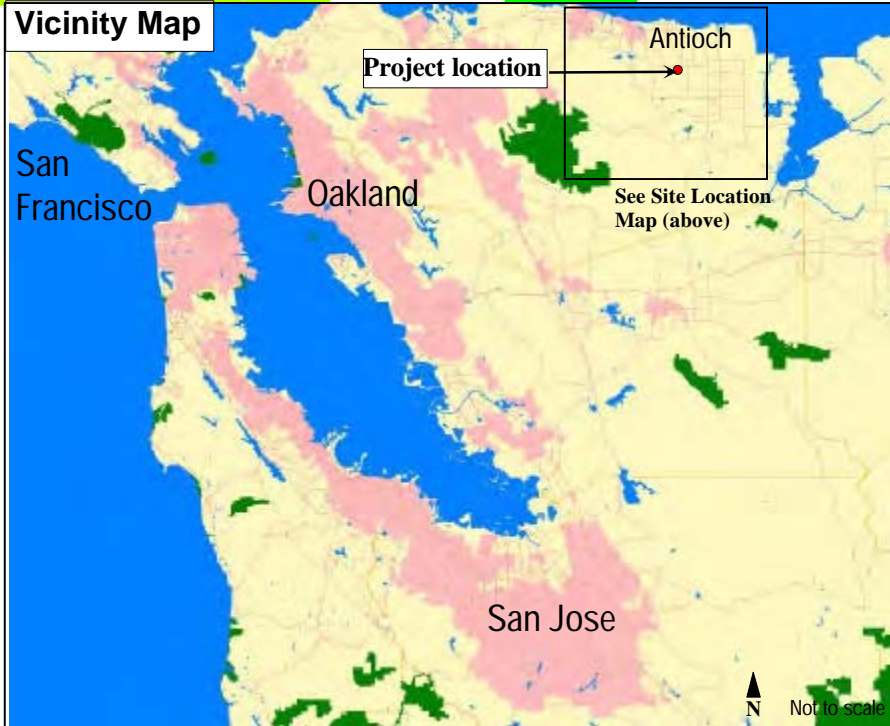 Vicinity Map
Antioch
Project location
San
Francisco
Oakland
See Site Location
Map (above)
San Jose
N
Not to scale